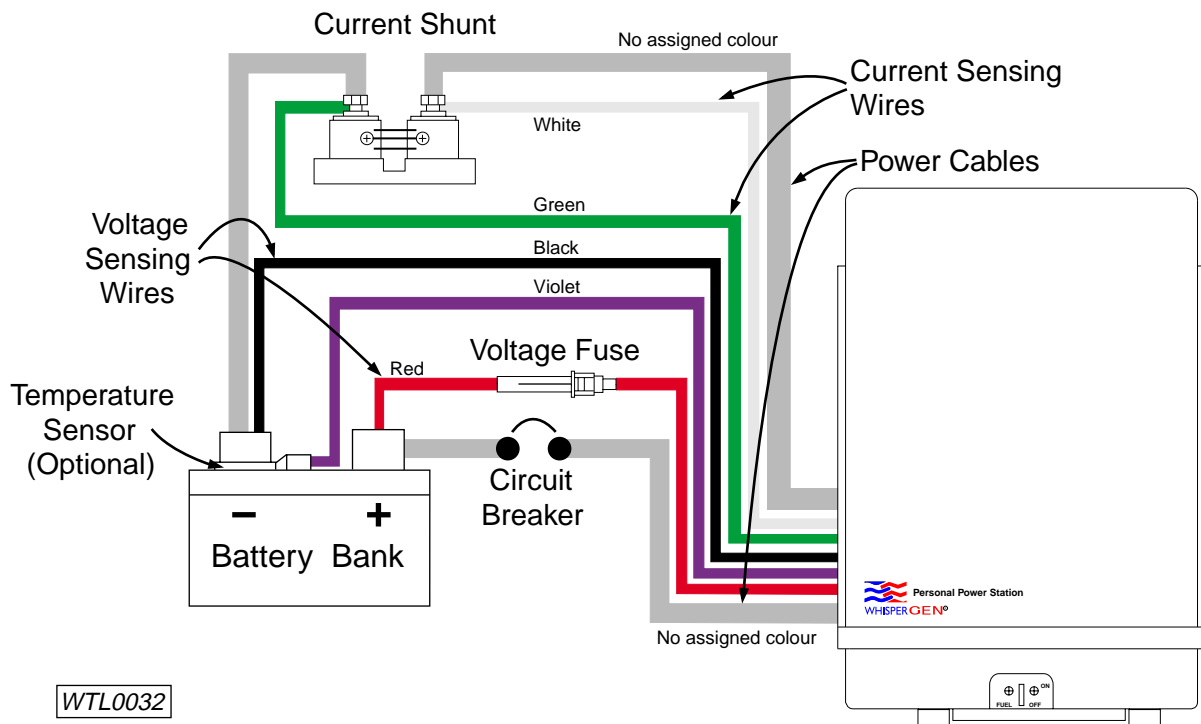 Current Shunt
No assigned colour
Current Sensing
Wires
White
Power Cables
Green
Voltage
Sensing
Wires
Black
Violet
Voltage Fuse
Red
Temperature
Sensor
(Optional)
Circuit
Breaker
− +
Battery Bank
Personal Power Station
WHISPERGEN®
No assigned colour
WTL0032
ON
FUEL OFF